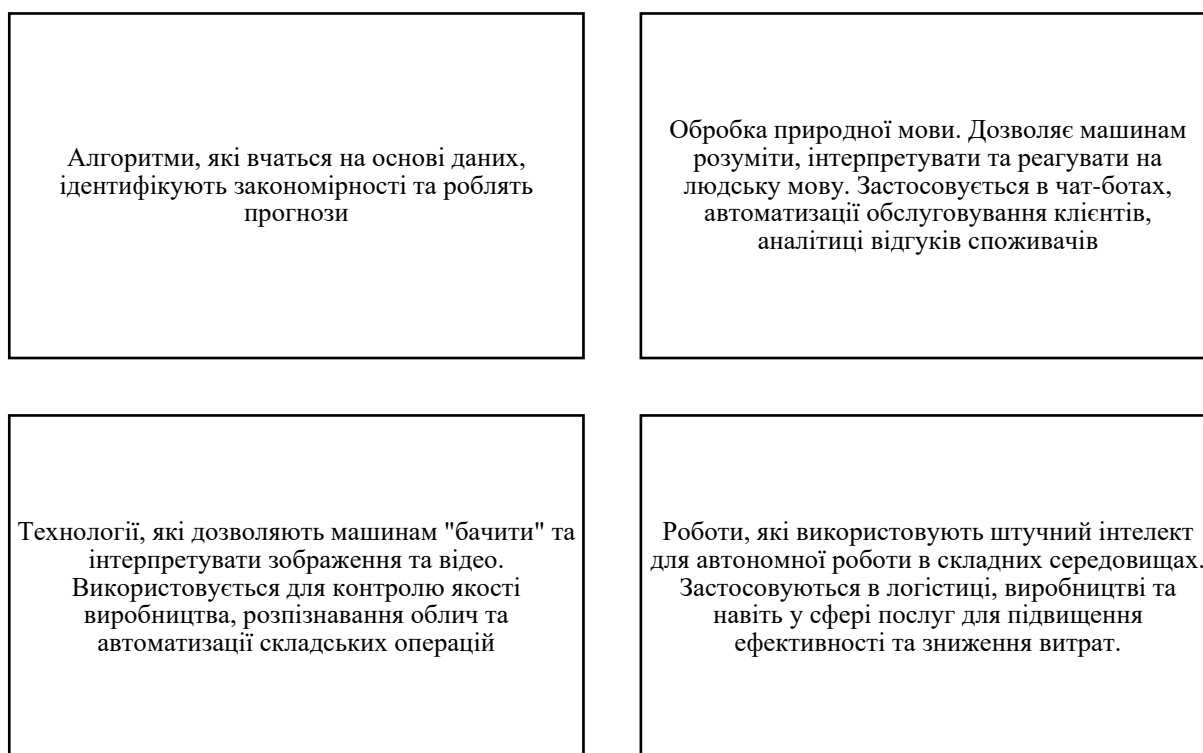 Алгоритми, які вчаться на основі даних,
ідентифікують закономірності та роблять
прогнози
Обробка природної мови. Дозволяє машинам
розуміти, інтерпретувати та реагувати на
людську мову. Застосовується в чат-ботах,
автоматизації обслуговування клієнтів,
аналітиці відгуків споживачів
Технології, які дозволяють машинам "бачити" та
інтерпретувати зображення та відео.
Використовується для контролю якості
виробництва, розпізнавання облич та
автоматизації складських операцій
Роботи, які використовують штучний інтелект
для автономної роботи в складних середовищах.
Застосовуються в логістиці, виробництві та
навіть у сфері послуг для підвищення
ефективності та зниження витрат.